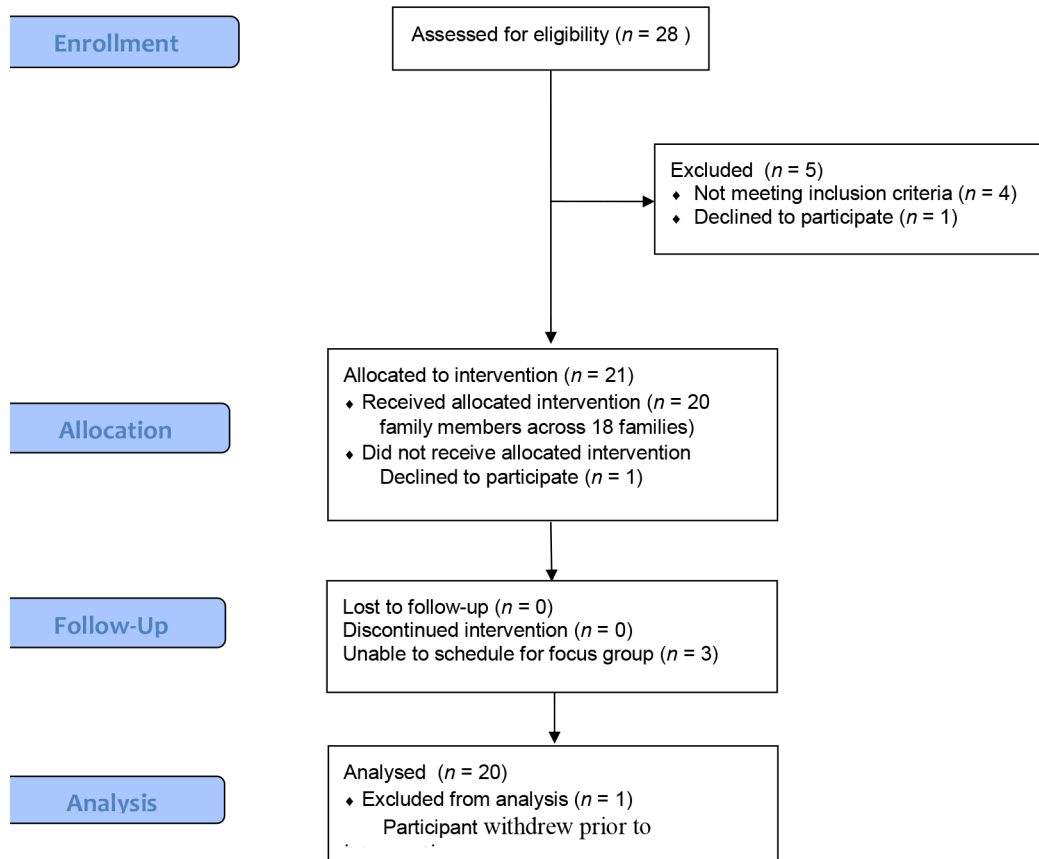 Enrollment
Assessed for eligibility (n = 28 )
Excluded (n = 5)
♦ Not meeting inclusion criteria (n = 4)
♦ Declined to participate (n = 1)
Allocation
Allocated to intervention (n = 21)
♦ Received allocated intervention (n = 20
family members across 18 families)
♦ Did not receive allocated intervention
Declined to participate (n = 1)
Follow-Up
Lost to follow-up (n = 0)
Discontinued intervention (n = 0)
Unable to schedule for focus group (n = 3)
Analysis
Analysed (n = 20)
♦ Excluded from analysis (n = 1)
Participant withdrew prior to